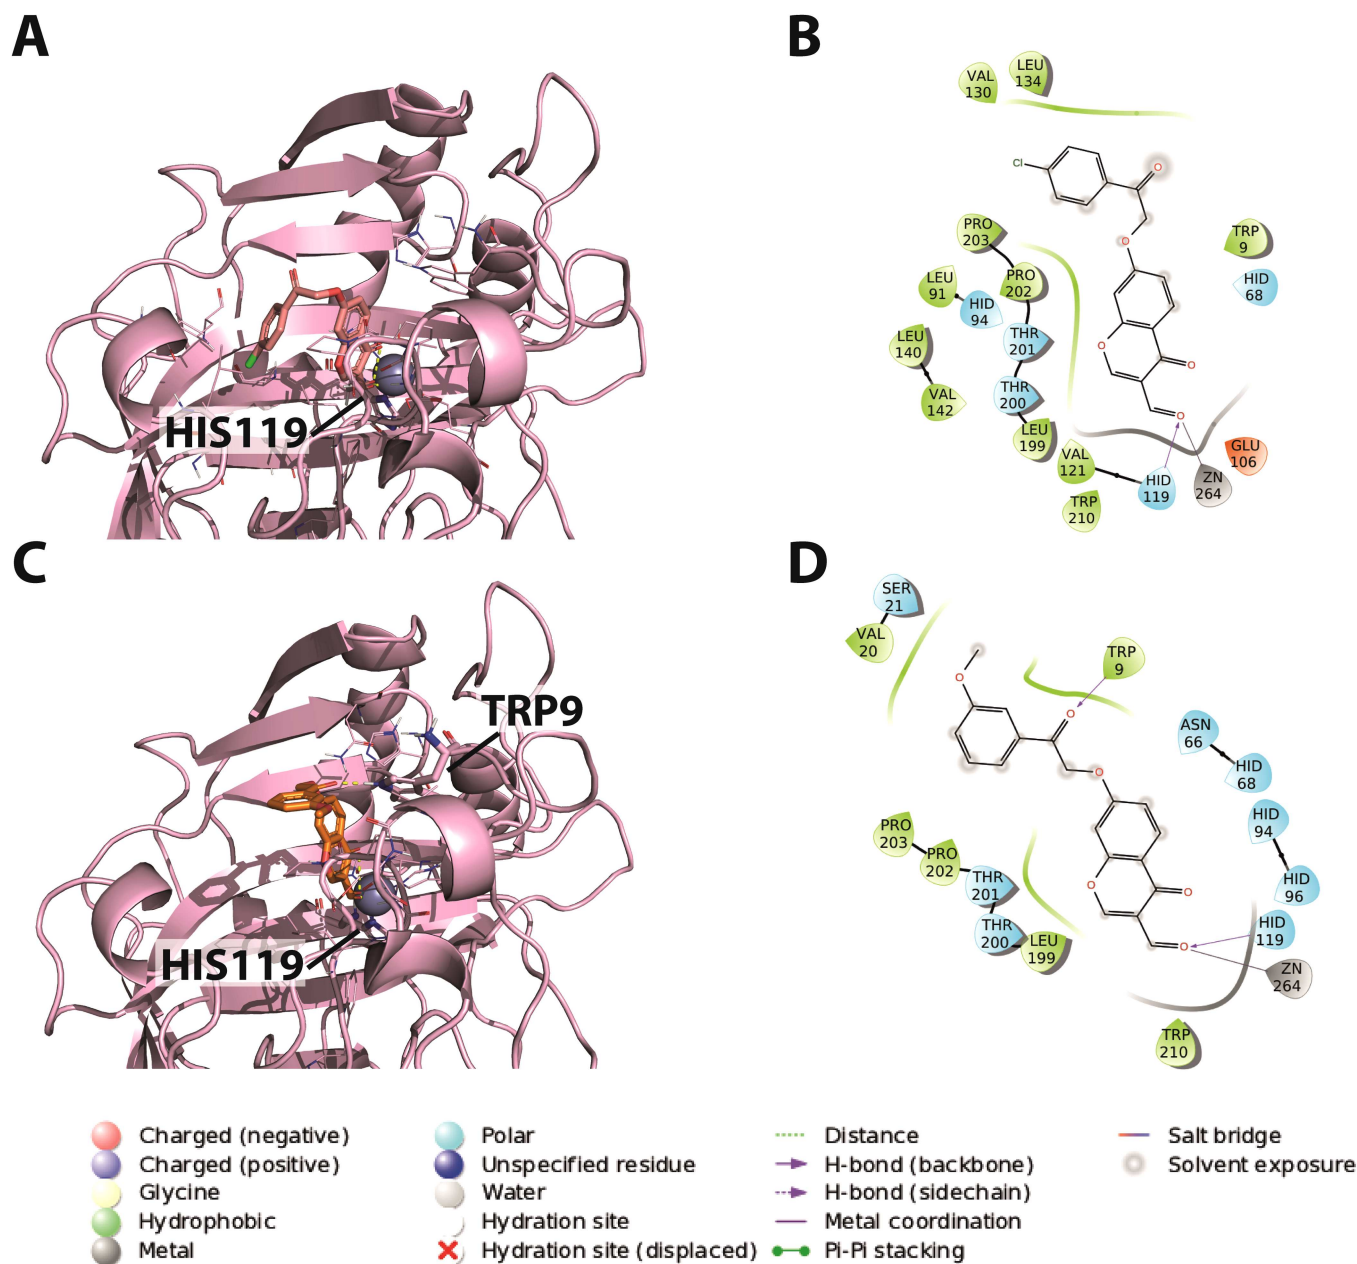 A
HIS119
B
VAL
130
LEU
134
Cl
O
O
PRO
203
TRP
9
LEU
91
HID
94
PRO
202
HID
68
LEU
140
THR
201
O
O
VAL
142
THR
200
O
LEU
199
VAL
121
GLU
106
HID
119
ZN
264
TRP
210
C
TRP9
HIS119
D
SER
21
VAL
20
TRP
9
O
O
ASN
66
O
HID
68
HID
94
PRO
203
PRO
202
THR
201
HID
96
O
O
THR
200
LEU
199
O
HID
119
ZN
264
TRP
210
Charged (negative)
Charged (positive)
Glycine
Hydrophobic
Metal
Polar
Unspecified residue
Water
Hydration site
Hydration site (displaced)
Distance
H-bond (backbone)
H-bond (sidechain)
Metal coordination
Pi-Pi stacking
Salt bridge
Solvent exposure